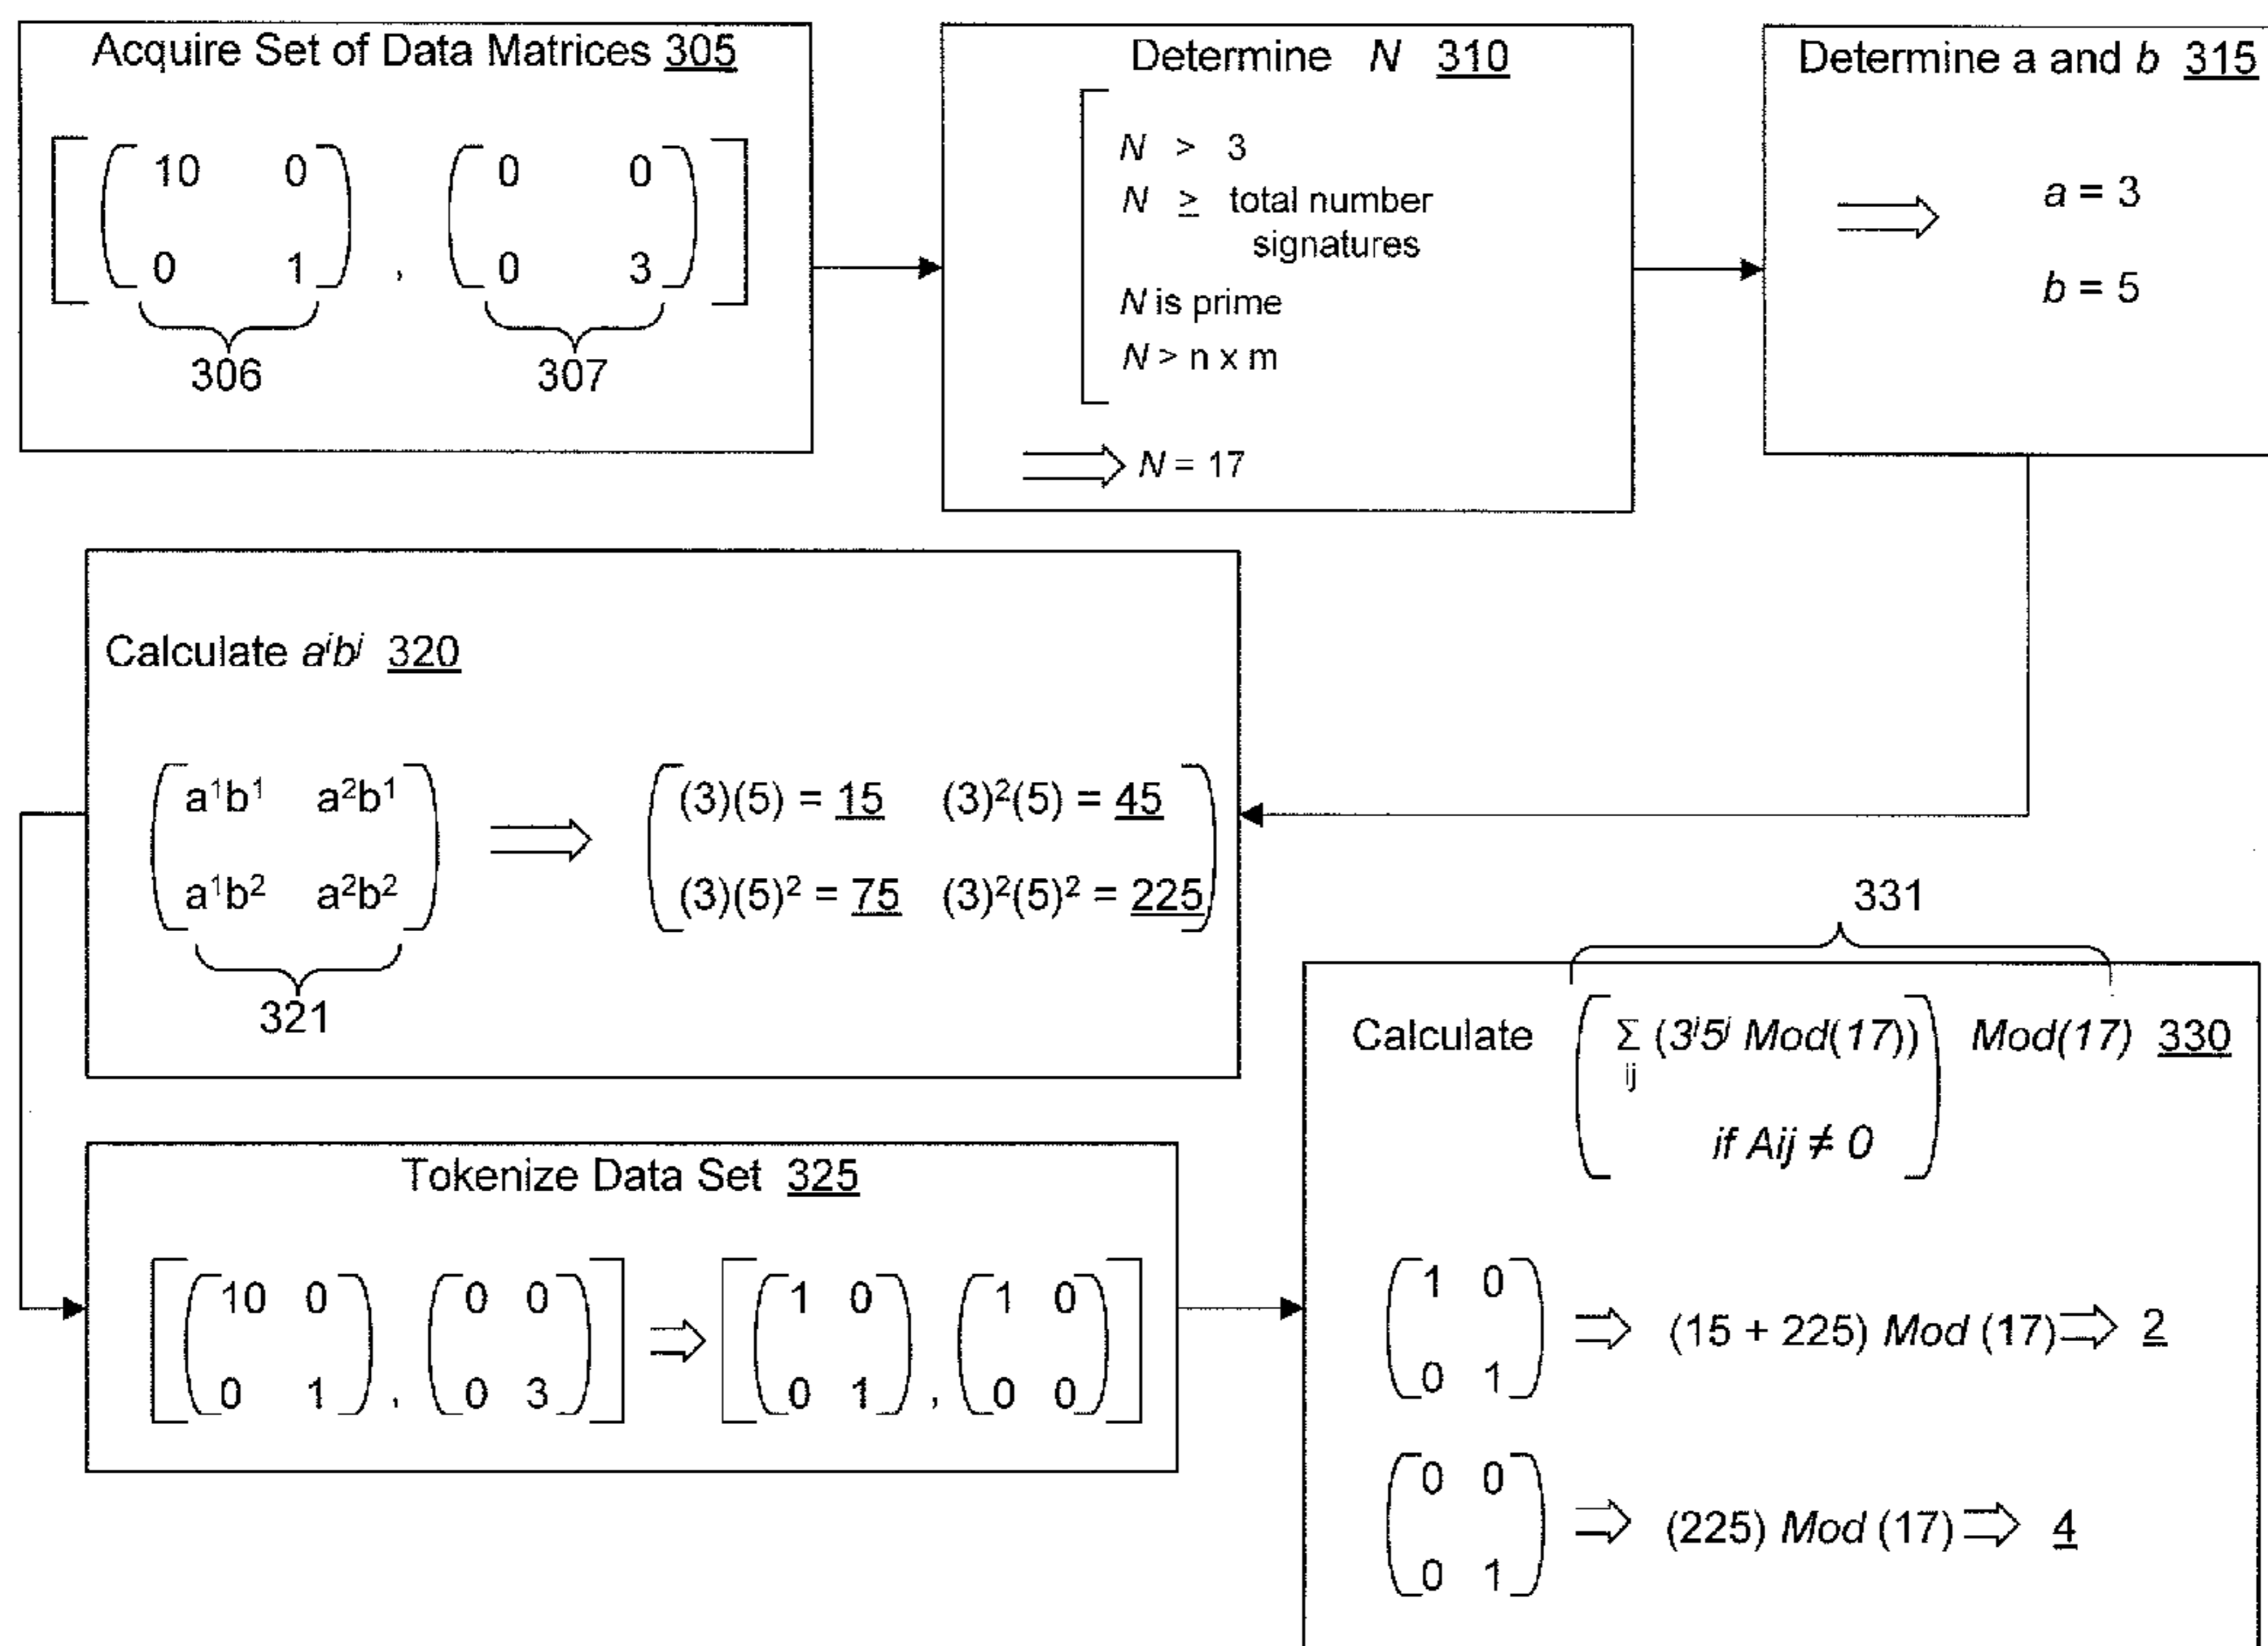 Acquire Set of Data Matrices 305
10 0 0 0
0 1 , 0 3
306 307
Determine N 310
N > 3
N ≥ total number
signatures
N is prime
N > n x m
N = 17
Determine a and b 315
a = 3
b = 5
Calculate aⁱbʲ 320
a¹b¹ a²b¹
a¹b² a²b²
321
(3)(5) = 15 (3)²(5) = 45
(3)(5)² = 75 (3)²(5)² = 225
Tokenize Data Set 325
10 0 0 0 1 0 1 0
0 1 , 0 3 0 1 , 0 0
331
Calculate Σ (3ⁱ5ʲ Mod(17)) Mod(17) 330
ij
if Aij ≠ 0
1 0
(15 + 225) Mod (17) 2
0 1
0 0
(225) Mod (17) 4
0 1